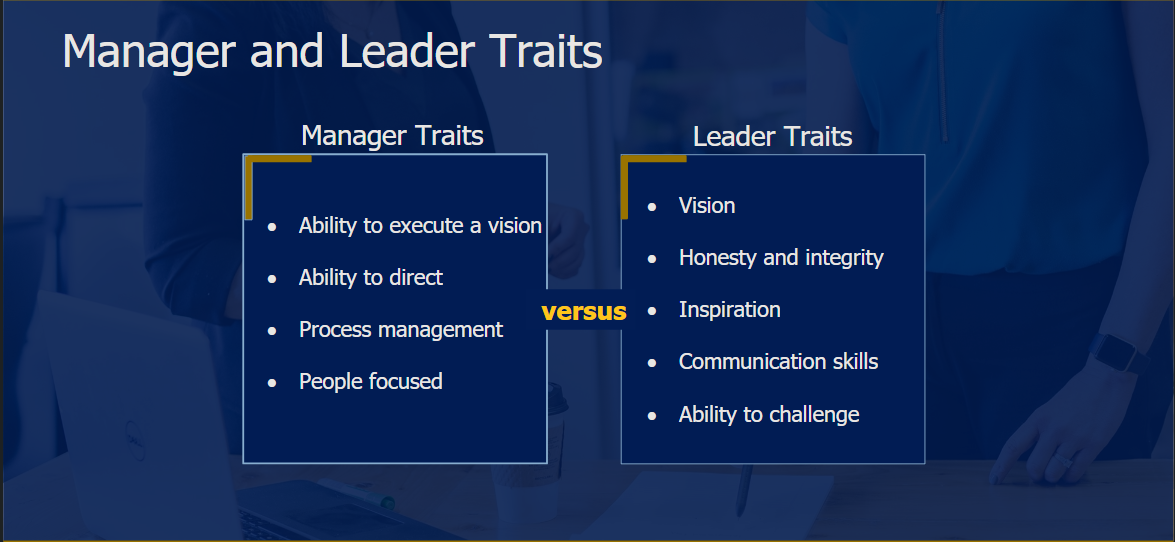 Manager and Leader Traits
Manager Traits
● Ability to execute a vision
● Ability to direct
● Process management
● People focused
versus
Leader Traits
● Vision
● Honesty and integrity
● Inspiration
● Communication skills
● Ability to challenge